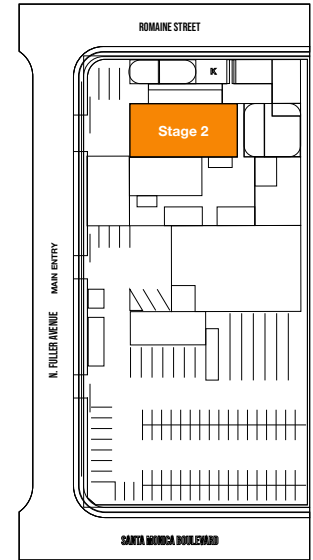 ROMAINE STREET
K
Stage 2
MAIN ENTRY
N. FULLER AVENUE
SANTA MONICA BOULEVARD